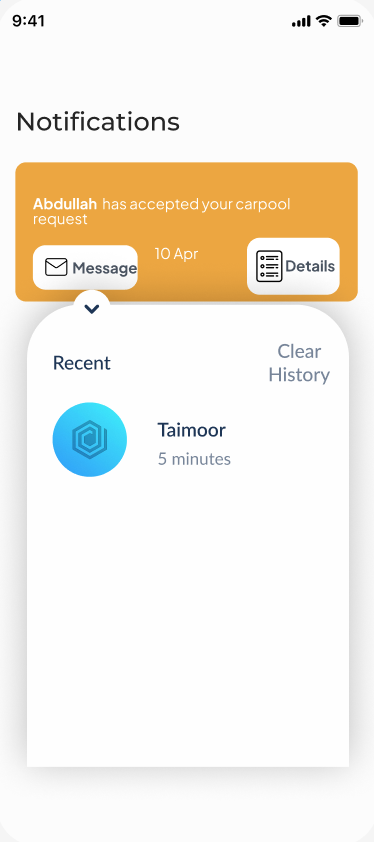 9:41
Notifications
Abdullah has accepted your carpool
request
10 Apr
Message
Details
Recent
Clear
History
Taimoor
5 minutes